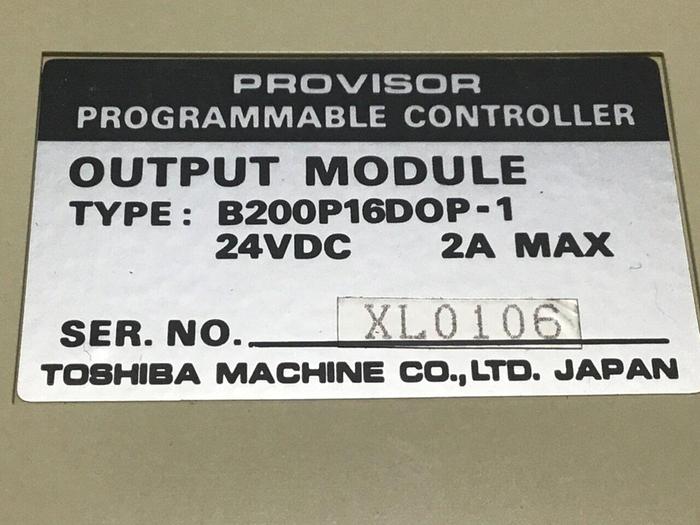 PROVISOR
PROGRAMMABLE CONTROLLER
OUTPUT MODULE
TYPE: B200P16DOP-1
24VDC 2A MAX
SER. NO. XL0106
TOSHIBA MACHINE CO., LTD. JAPAN